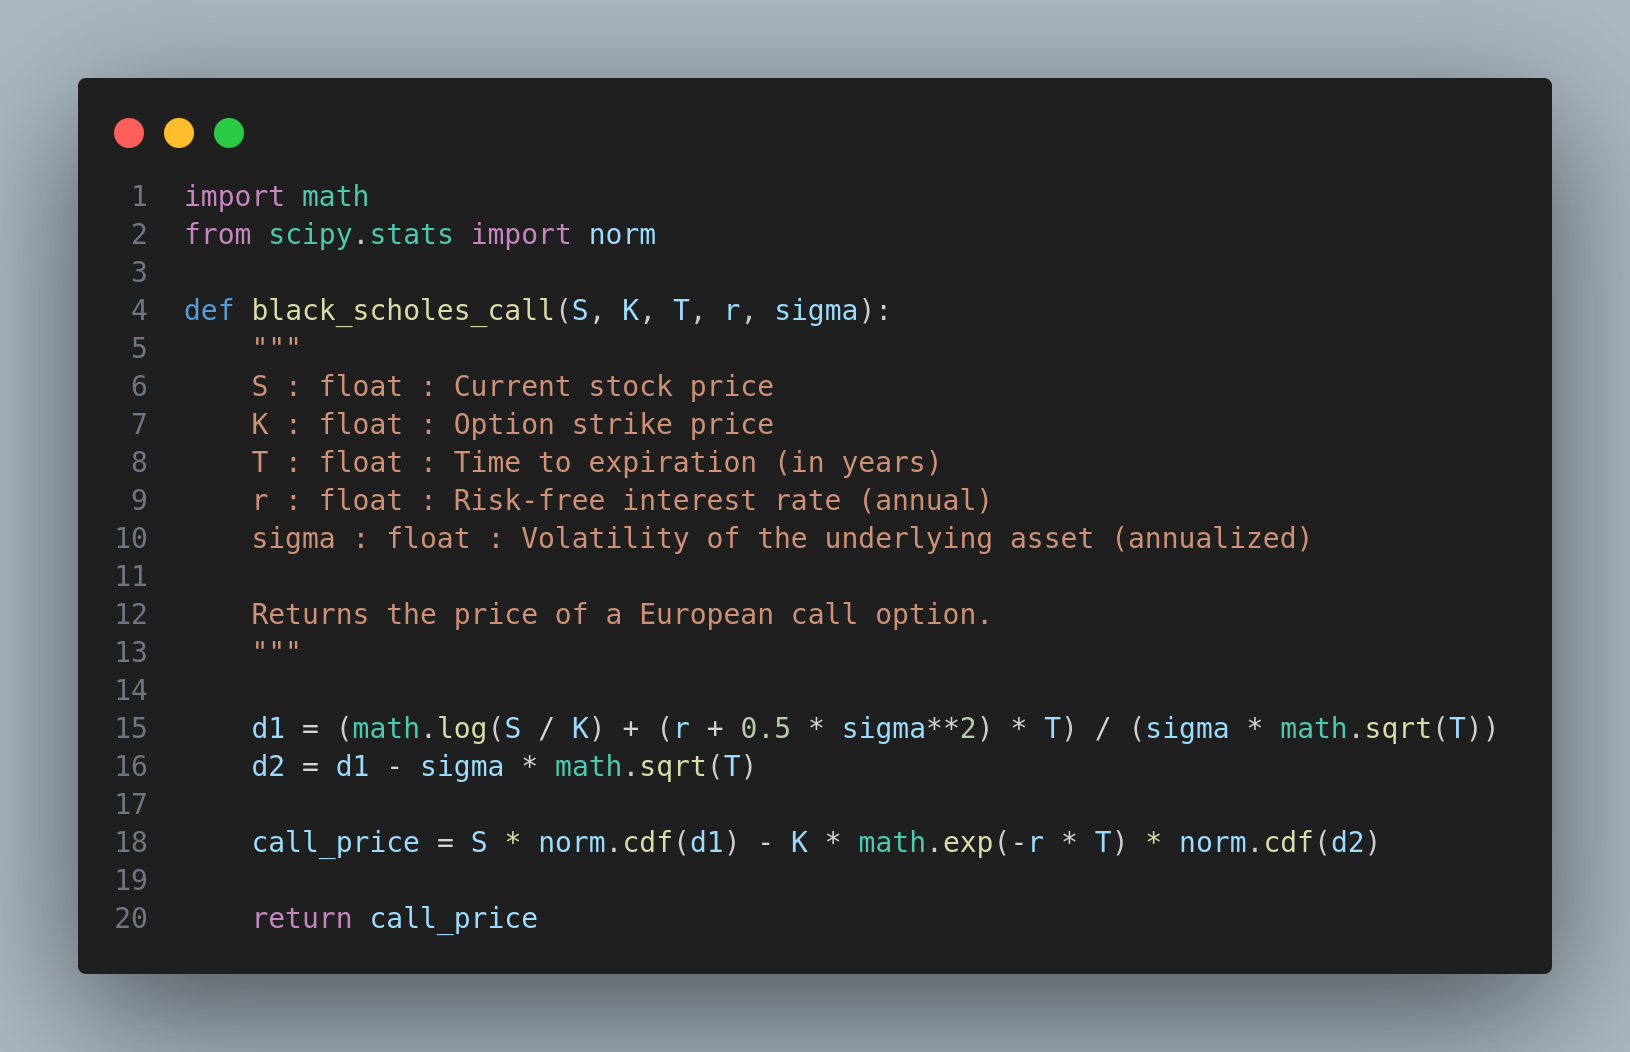 1 import math
2 from scipy.stats import norm
3
4 def black_scholes_call(S, K, T, r, sigma):
5     """
6     S : float : Current stock price
7     K : float : Option strike price
8     T : float : Time to expiration (in years)
9     r : float : Risk-free interest rate (annual)
10     sigma : float : Volatility of the underlying asset (annualized)
11
12     Returns the price of a European call option.
13     """
14
15     d1 = (math.log(S / K) + (r + 0.5 * sigma**2) * T) / (sigma * math.sqrt(T))
16     d2 = d1 - sigma * math.sqrt(T)
17
18     call_price = S * norm.cdf(d1) - K * math.exp(-r * T) * norm.cdf(d2)
19
20     return call_price